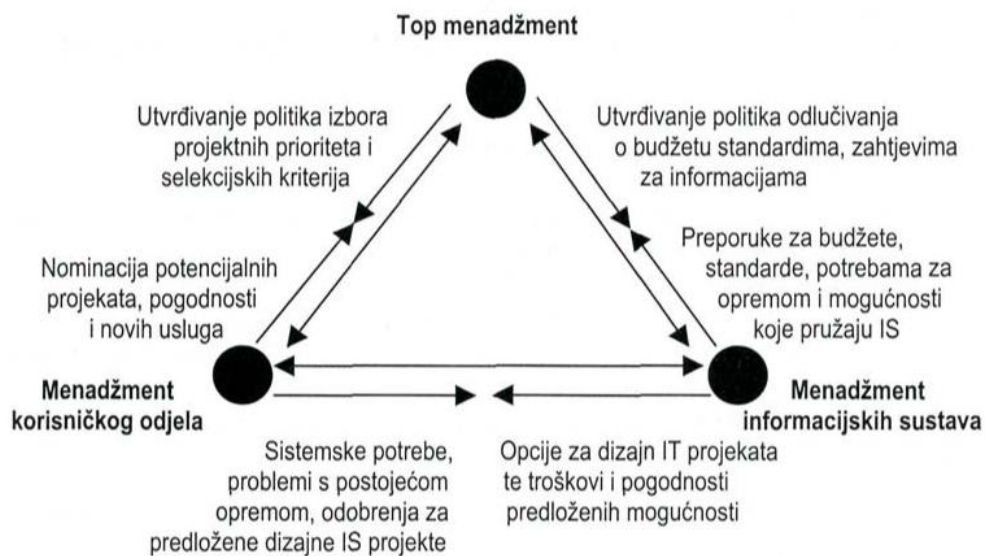 Top menadžment
Utvrđivanje politika izbora
projektnih prioriteta i
selekcijskih kriterija
Utvrđivanje politika odlučivanja
o budžetu standardima, zahtjevima
za informacijama
Nominacija potencijalnih
projekata, pogodnosti
i novih usluga
Preporuke za budžete,
standarde, potrebama za
opremom i mogućnosti
koje pružaju IS
Menadžment
korisničkog odjela
Menadžment
informacijskih sustava
Sistemske potrebe,
problemi s postojećom
opremom, odobrenja za
predložene dizajne IS projekte
Opcije za dizajn IT projekata
te troškovi i pogodnosti
predloženih mogućnosti